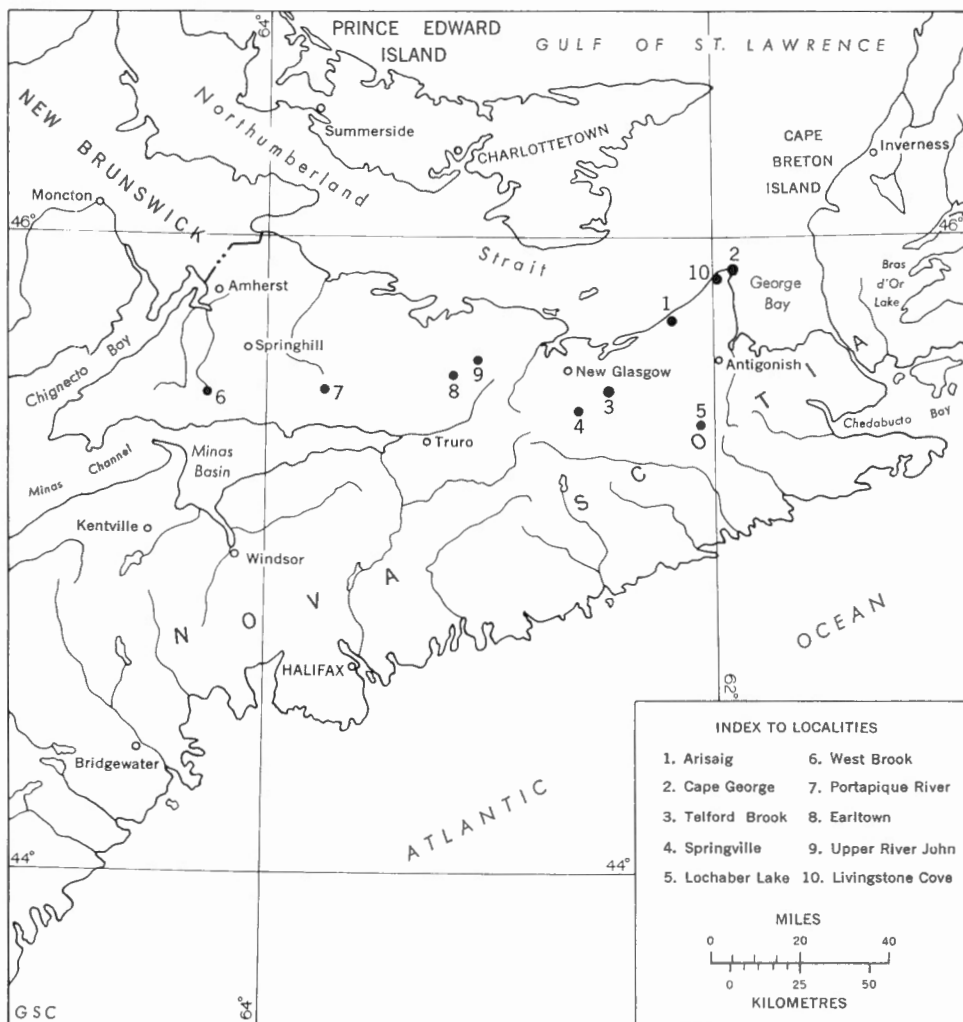 64°
PRINCE EDWARD
ISLAND
GULF OF ST. LAWRENCE
NEW BRUNSWICK
Northumberland
Strait
Summerside
CHARLOTTETOWN
CAPE
BRETON
ISLAND
Inverness
Moncton
46°
46°
Amherst
Bras
d'Or
Lake
George
Bay
2
10
1
Chignecto Bay
Springhill
6
7
8
9
New Glasgow
3
4
Antigonish
5
Chedabucto Bay
Truro
Minas Channel
Minas
Basin
Kentville
Windsor
NOVA SCOTIA
HALIFAX
Bridgewater
ATLANTIC OCEAN
62°
44°
44°
64°
INDEX TO LOCALITIES
1. Arisaig
2. Cape George
3. Telford Brook
4. Springville
5. Lochaber Lake
6. West Brook
7. Portapique River
8. Earltown
9. Upper River John
10. Livingstone Cove
MILES
0 20 40
0 25 50
KILOMETRES
GSC